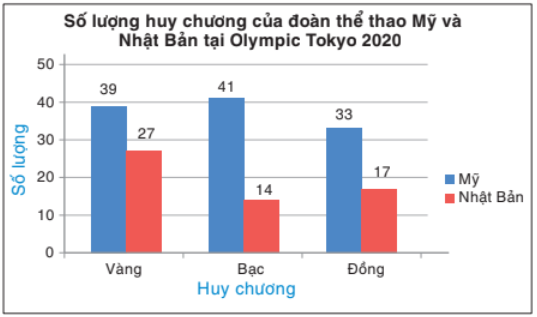 Số lượng huy chương của đoàn thể thao Mỹ và
Nhật Bản tại Olympic Tokyo 2020
Số lượng
50
40
30
20
10
0
39
27
41
14
33
17
Vàng
Bạc
Đồng
Huy chương
Mỹ
Nhật Bản